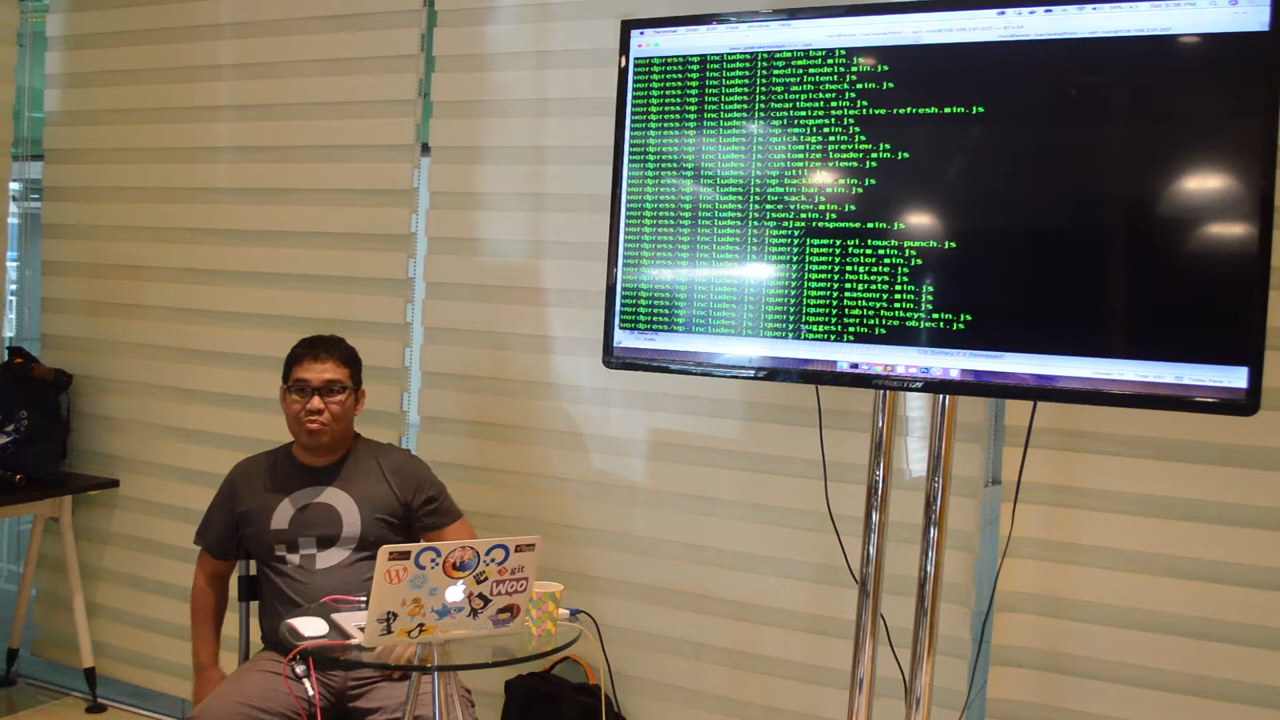 Terminal Shell Edit View Window Help
Sat 3:38 PM
wordpress/wp-includes/js/admin-bar.js
wordpress/wp-includes/js/wp-embed.min.js
wordpress/wp-includes/js/media-models.min.js
wordpress/wp-includes/js/hoverIntent.js
wordpress/wp-includes/js/wp-auth-check.min.js
wordpress/wp-includes/js/colorpicker.js
wordpress/wp-includes/js/heartbeat.min.js
wordpress/wp-includes/js/customize-selective-refresh.min.js
wordpress/wp-includes/js/api-request.js
wordpress/wp-includes/js/wp-emoji.min.js
wordpress/wp-includes/js/quicktags.min.js
wordpress/wp-includes/js/customize-preview.js
wordpress/wp-includes/js/customize-loader.min.js
wordpress/wp-includes/js/customize-views.js
wordpress/wp-includes/js/wp-util.js
wordpress/wp-includes/js/wp-backbone.min.js
wordpress/wp-includes/js/admin-bar.min.js
wordpress/wp-includes/js/tw-sack.js
wordpress/wp-includes/js/mce-view.min.js
wordpress/wp-includes/js/json2.min.js
wordpress/wp-includes/js/wp-ajax-response.min.js
wordpress/wp-includes/js/jquery/
wordpress/wp-includes/js/jquery/jquery.ui.touch-punch.js
wordpress/wp-includes/js/jquery/jquery.form.min.js
wordpress/wp-includes/js/jquery/jquery.color.min.js
wordpress/wp-includes/js/jquery/jquery-migrate.js
wordpress/wp-includes/js/jquery/jquery.hotkeys.js
wordpress/wp-includes/js/jquery/jquery-migrate.min.js
wordpress/wp-includes/js/jquery/jquery.masonry.min.js
wordpress/wp-includes/js/jquery/jquery.hotkeys.min.js
wordpress/wp-includes/js/jquery/jquery.table-hotkeys.min.js
wordpress/wp-includes/js/jquery/jquery.serialize-object.js
wordpress/wp-includes/js/jquery/suggest.min.js
wordpress/wp-includes/js/jquery/jquery.js
git
WOO